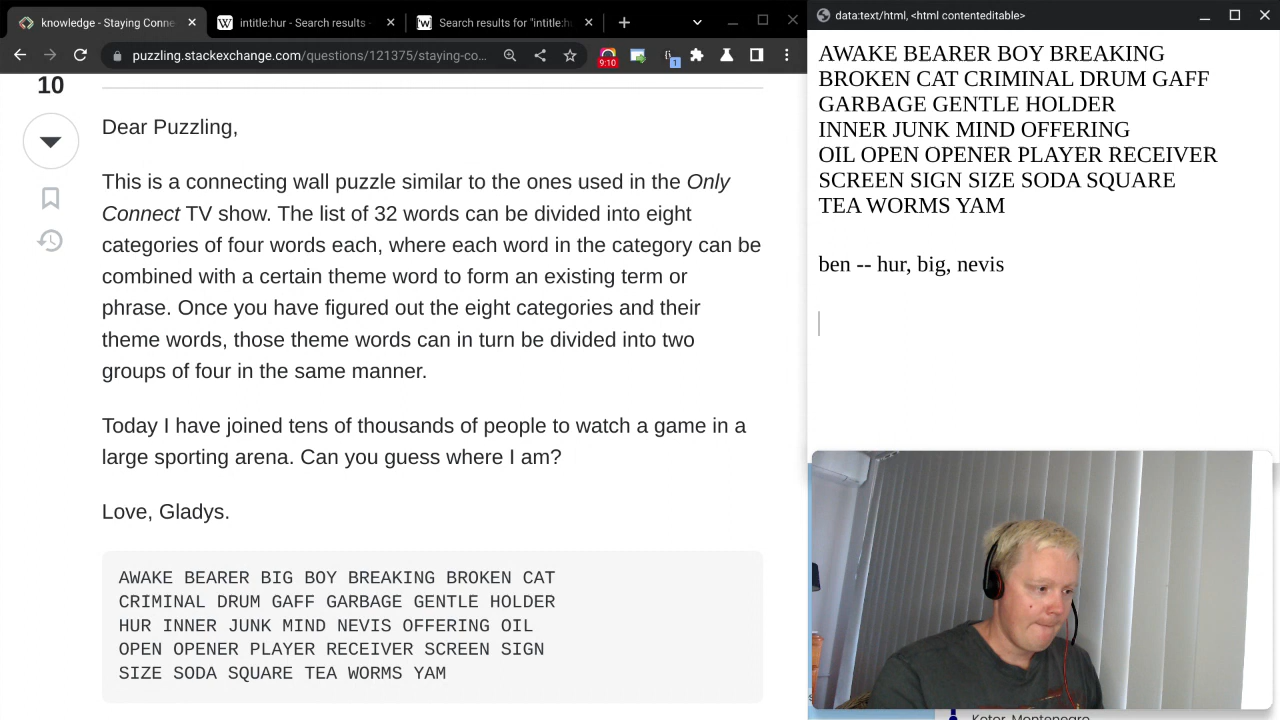 knowledge - Staying Conne
intitle:hur - Search results -
Search results for "intitle:hu
data:text/html, <html contenteditable>
puzzling.stackexchange.com/questions/121375/staying-co...
9:10
1
10
Dear Puzzling,
This is a connecting wall puzzle similar to the ones used in the Only
Connect TV show. The list of 32 words can be divided into eight
categories of four words each, where each word in the category can be
combined with a certain theme word to form an existing term or
phrase. Once you have figured out the eight categories and their
theme words, those theme words can in turn be divided into two
groups of four in the same manner.
Today I have joined tens of thousands of people to watch a game in a
large sporting arena. Can you guess where I am?
Love, Gladys.
AWAKE BEARER BIG BOY BREAKING BROKEN CAT
CRIMINAL DRUM GAFF GARBAGE GENTLE HOLDER
HUR INNER JUNK MIND NEVIS OFFERING OIL
OPEN OPENER PLAYER RECEIVER SCREEN SIGN
SIZE SODA SQUARE TEA WORMS YAM
AWAKE BEARER BOY BREAKING
BROKEN CAT CRIMINAL DRUM GAFF
GARBAGE GENTLE HOLDER
INNER JUNK MIND OFFERING
OIL OPEN OPENER PLAYER RECEIVER
SCREEN SIGN SIZE SODA SQUARE
TEA WORMS YAM
ben -- hur, big, nevis
Kotor, Montenegro